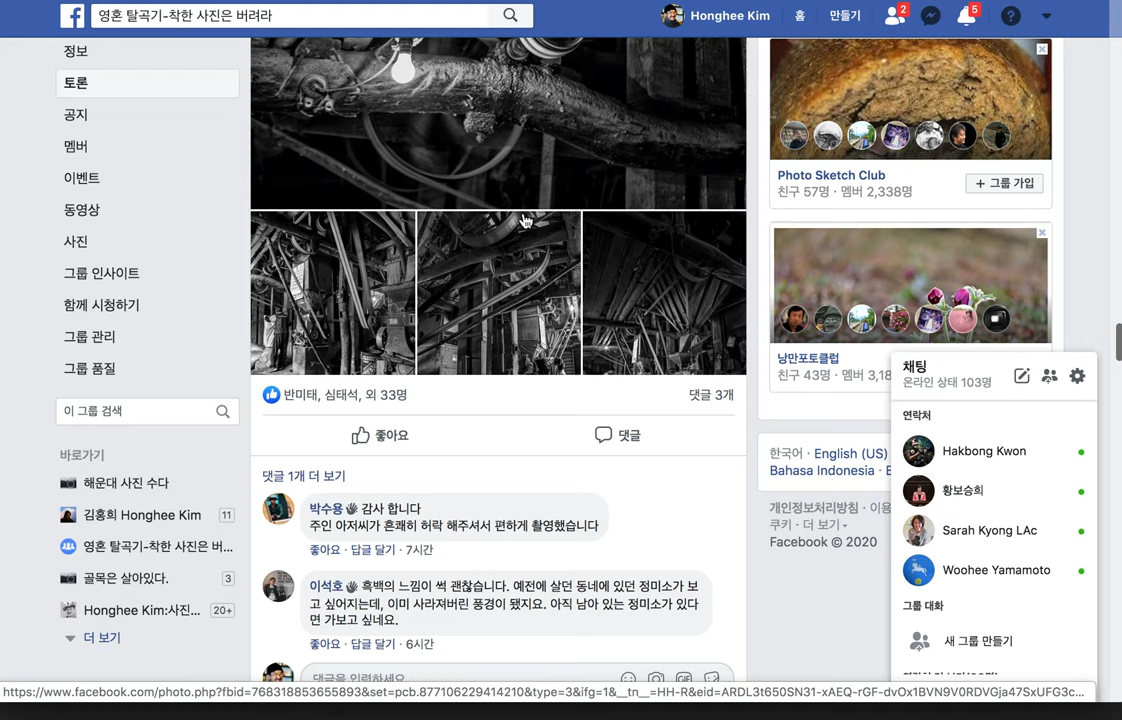 영혼 탈곡기-착한 사진은 버려라
Honghee Kim
홈
만들기
2
5
정보
토론
공지
멤버
이벤트
동영상
사진
그룹 인사이트
함께 시청하기
그룹 관리
그룹 품질
이 그룹 검색
바로가기
해운대 사진 수다
김홍희 Honghee Kim 11
영혼 탈곡기-착한 사진은 버...
골목은 살아있다. 3
Honghee Kim:사진... 20+
더 보기
반미태, 심태석, 외 33명
댓글 3개
좋아요
댓글
댓글 1개 더 보기
박수용 감사 합니다
주인 아저씨가 흔쾌히 허락 해주셔서 편하게 촬영했습니다
좋아요 · 답글 달기 · 7시간
이석호 흑백의 느낌이 썩 괜찮습니다. 예전에 살던 동네에 있던 정미소가 보
고 싶어지는데, 이미 사라져버린 풍경이 됐지요. 아직 남아 있는 정미소가 있다
면 가보고 싶네요.
좋아요 · 답글 달기 · 6시간
댓글을 입력하세요
GIF
Photo Sketch Club
친구 57명 · 멤버 2,338명
+ 그룹 가입
낭만포토클럽
친구 43명 · 멤버 3,18
한국어 · English (US)
Bahasa Indonesia · E
개인정보처리방침 · 이용
쿠키 · 더 보기
Facebook © 2020
채팅
온라인 상태 103명
연락처
Hakbong Kwon
황보승희
Sarah Kyong LAc
Woohee Yamamoto
그룹 대화
새 그룹 만들기
https://www.facebook.com/photo.php?fbid=768318853655893&set=pcb.877106229414210&type=3&ifg=1&__tn__=HH-R&eid=ARDL3t650SN31-xAEQ-rGF-dvOx1BVN9V0RDVGja47SxUFG3c...